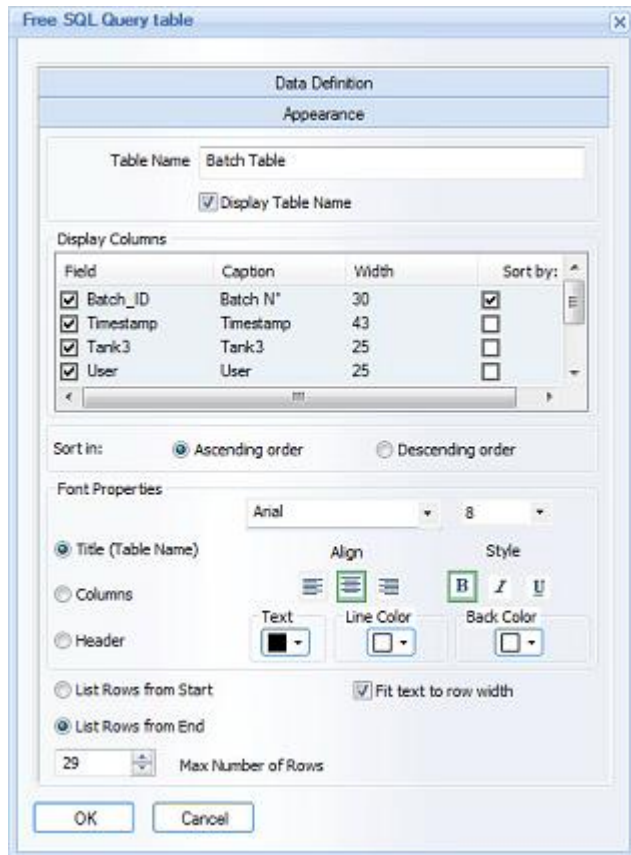 Free SQL Query table
Data Definition
Appearance
Table Name Batch Table
Display Table Name
Display Columns
Field Caption Width Sort by:
Batch_ID Batch N° 30
Timestamp Timestamp 43
Tank3 Tank3 25
User User 25
Sort in: Ascending order Descending order
Font Properties
Arial 8
Title (Table Name) Align Style
Columns B I U
Text Line Color Back Color
Header
List Rows from Start Fit text to row width
List Rows from End
29 Max Number of Rows
OK Cancel